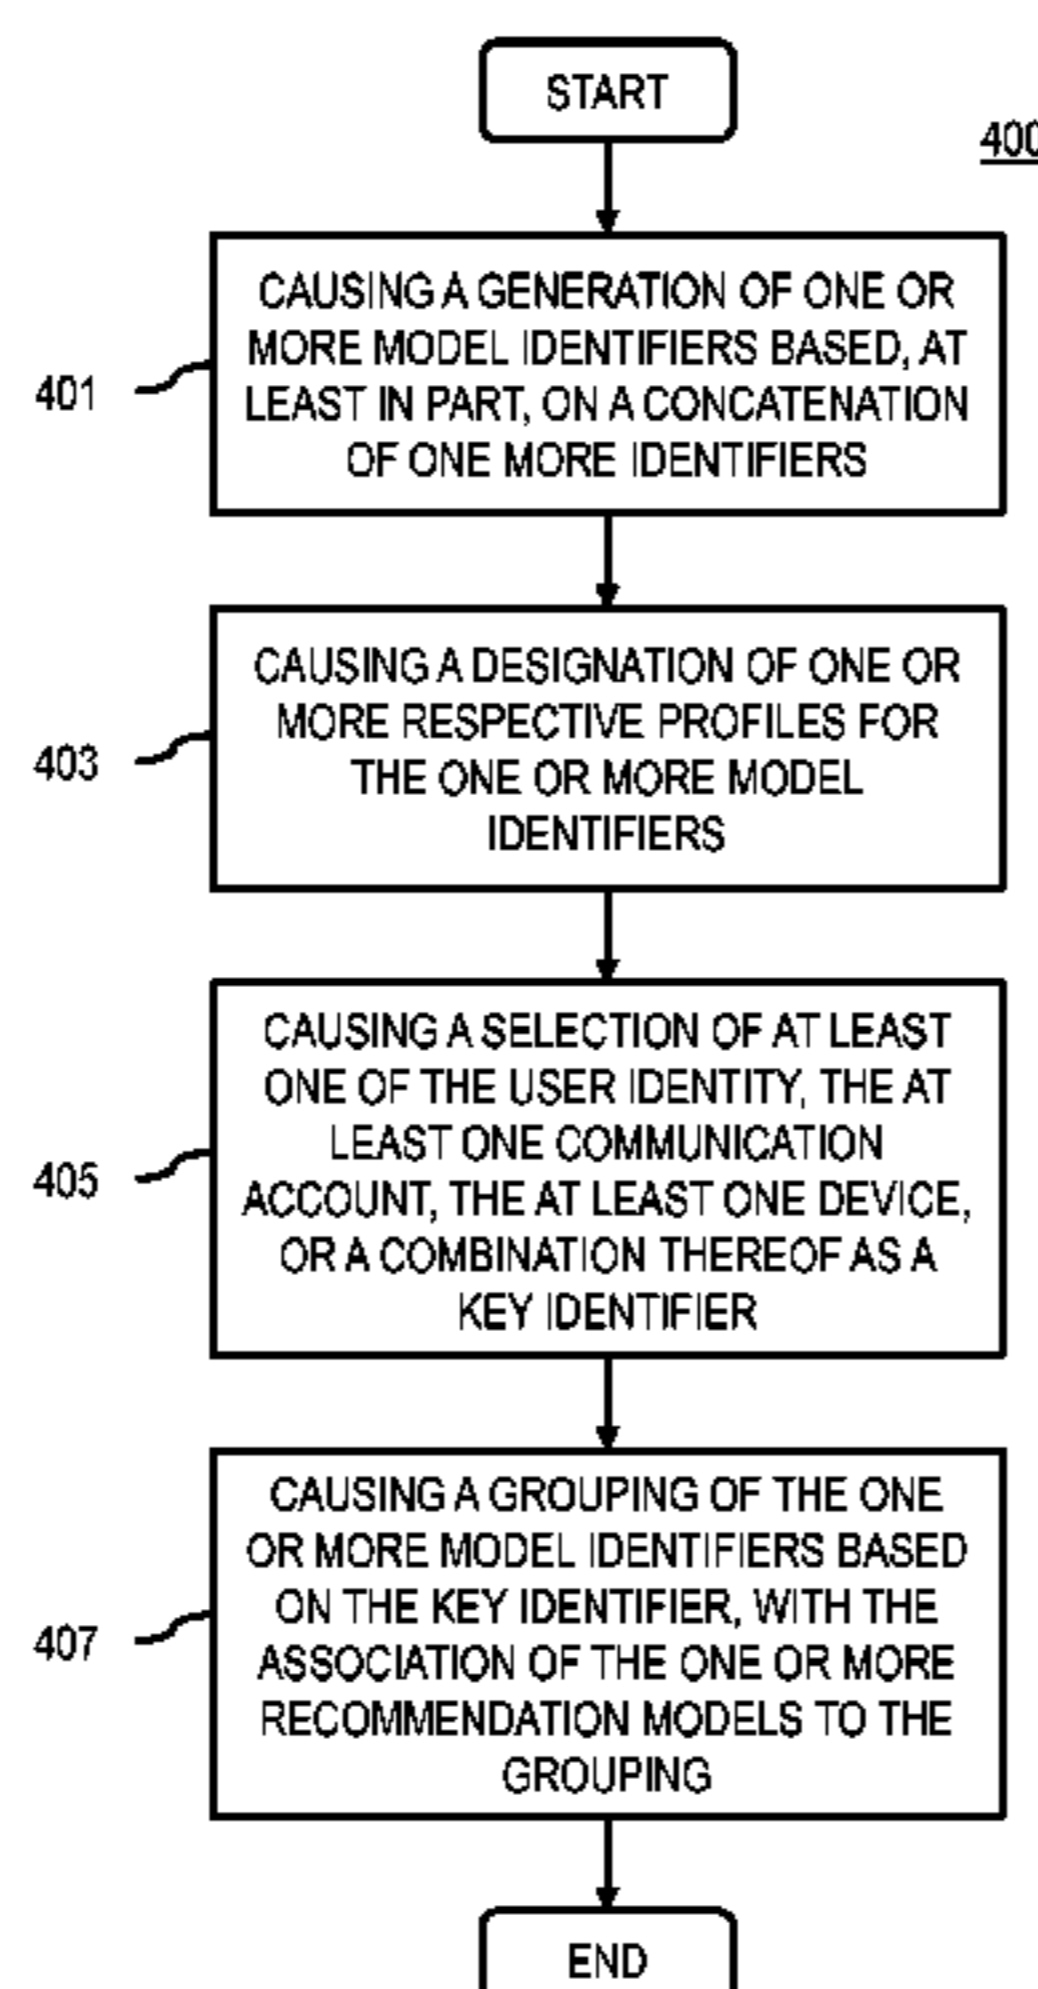 START
400
CAUSING A GENERATION OF ONE OR
MORE MODEL IDENTIFIERS BASED, AT
LEAST IN PART, ON A CONCATENATION
OF ONE MORE IDENTIFIERS
401
CAUSING A DESIGNATION OF ONE OR
MORE RESPECTIVE PROFILES FOR
THE ONE OR MORE MODEL
IDENTIFIERS
403
CAUSING A SELECTION OF AT LEAST
ONE OF THE USER IDENTITY, THE AT
LEAST ONE COMMUNICATION
ACCOUNT, THE AT LEAST ONE DEVICE,
OR A COMBINATION THEREOF AS A
KEY IDENTIFIER
405
CAUSING A GROUPING OF THE ONE
OR MORE MODEL IDENTIFIERS BASED
ON THE KEY IDENTIFIER, WITH THE
ASSOCIATION OF THE ONE OR MORE
RECOMMENDATION MODELS TO THE
GROUPING
407
END